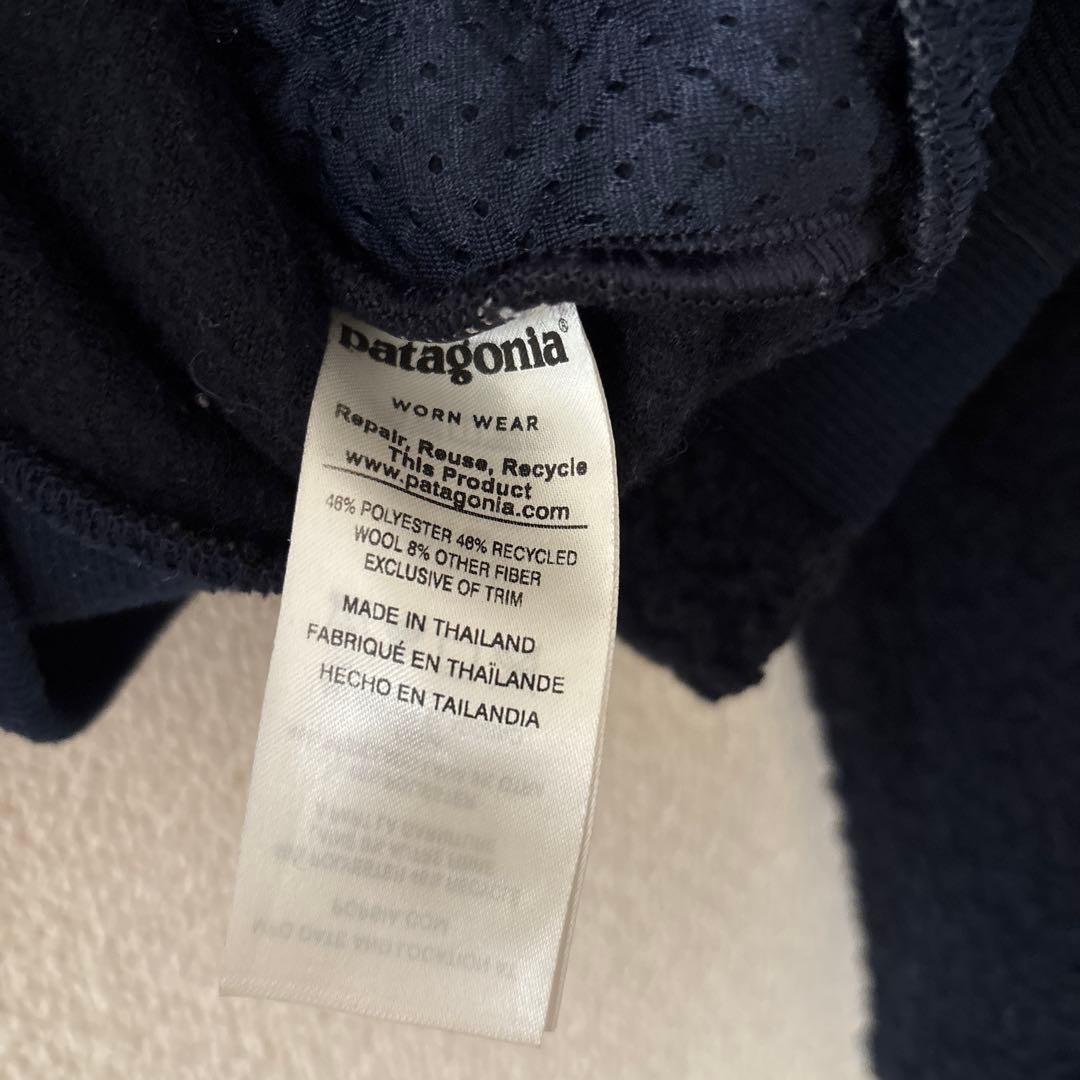 patagonia®
WORN WEAR
Repair, Reuse, Recycle
This Product
www.patagonia.com
46% POLYESTER 46% RECYCLED
WOOL 8% OTHER FIBER
EXCLUSIVE OF TRIM
MADE IN THAILAND
FABRIQUÉ EN THAÏLANDE
HECHO EN TAILANDIA